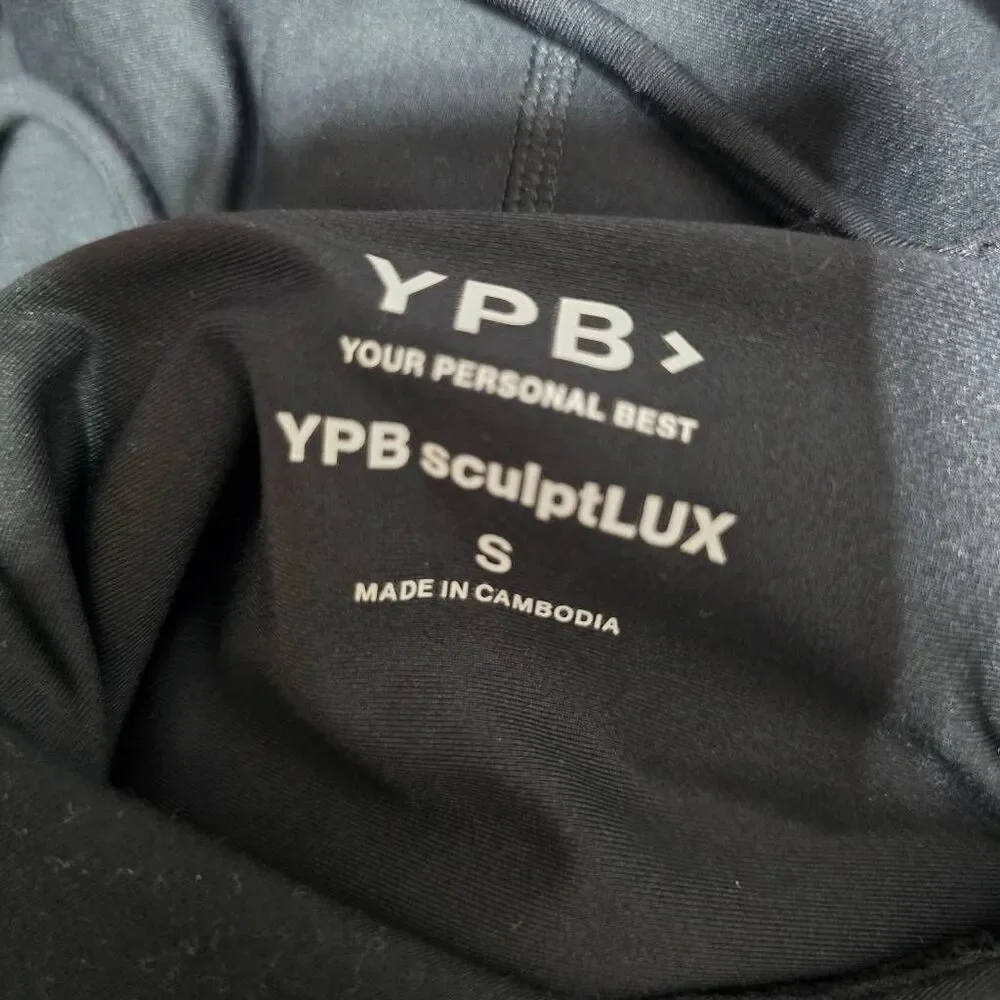 YPB>
YOUR PERSONAL BEST
YPB sculptLUX
S
MADE IN CAMBODIA